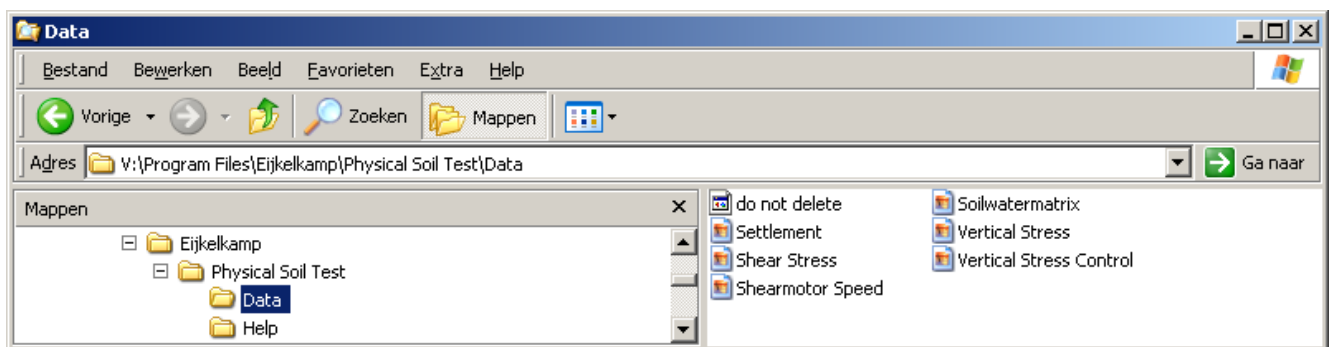 Data
Bestand Bewerken Beeld Favorieten Extra Help
Vorige Zoeken Mappen
Adres V:\Program Files\Eijkelkamp\Physical Soil Test\Data Ga naar
Mappen
Eijkelkamp
Physical Soil Test
Data
Help
do not delete Soilwatermatrix
Settlement Vertical Stress
Shear Stress Vertical Stress Control
Shearmotor Speed